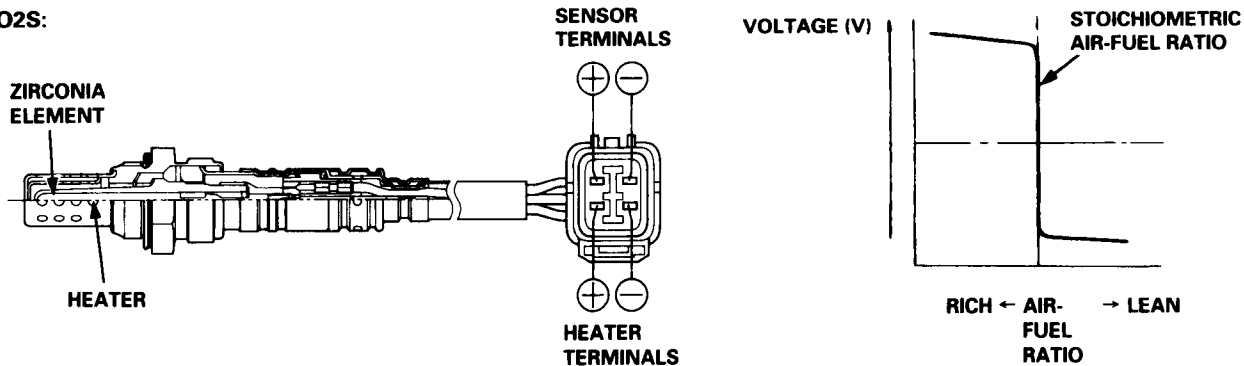 O2S:
SENSOR
TERMINALS
ZIRCONIA
ELEMENT
HEATER
+ −
+ −
HEATER
TERMINALS
VOLTAGE (V)
STOICHIOMETRIC
AIR-FUEL RATIO
RICH ← AIR- → LEAN
FUEL
RATIO